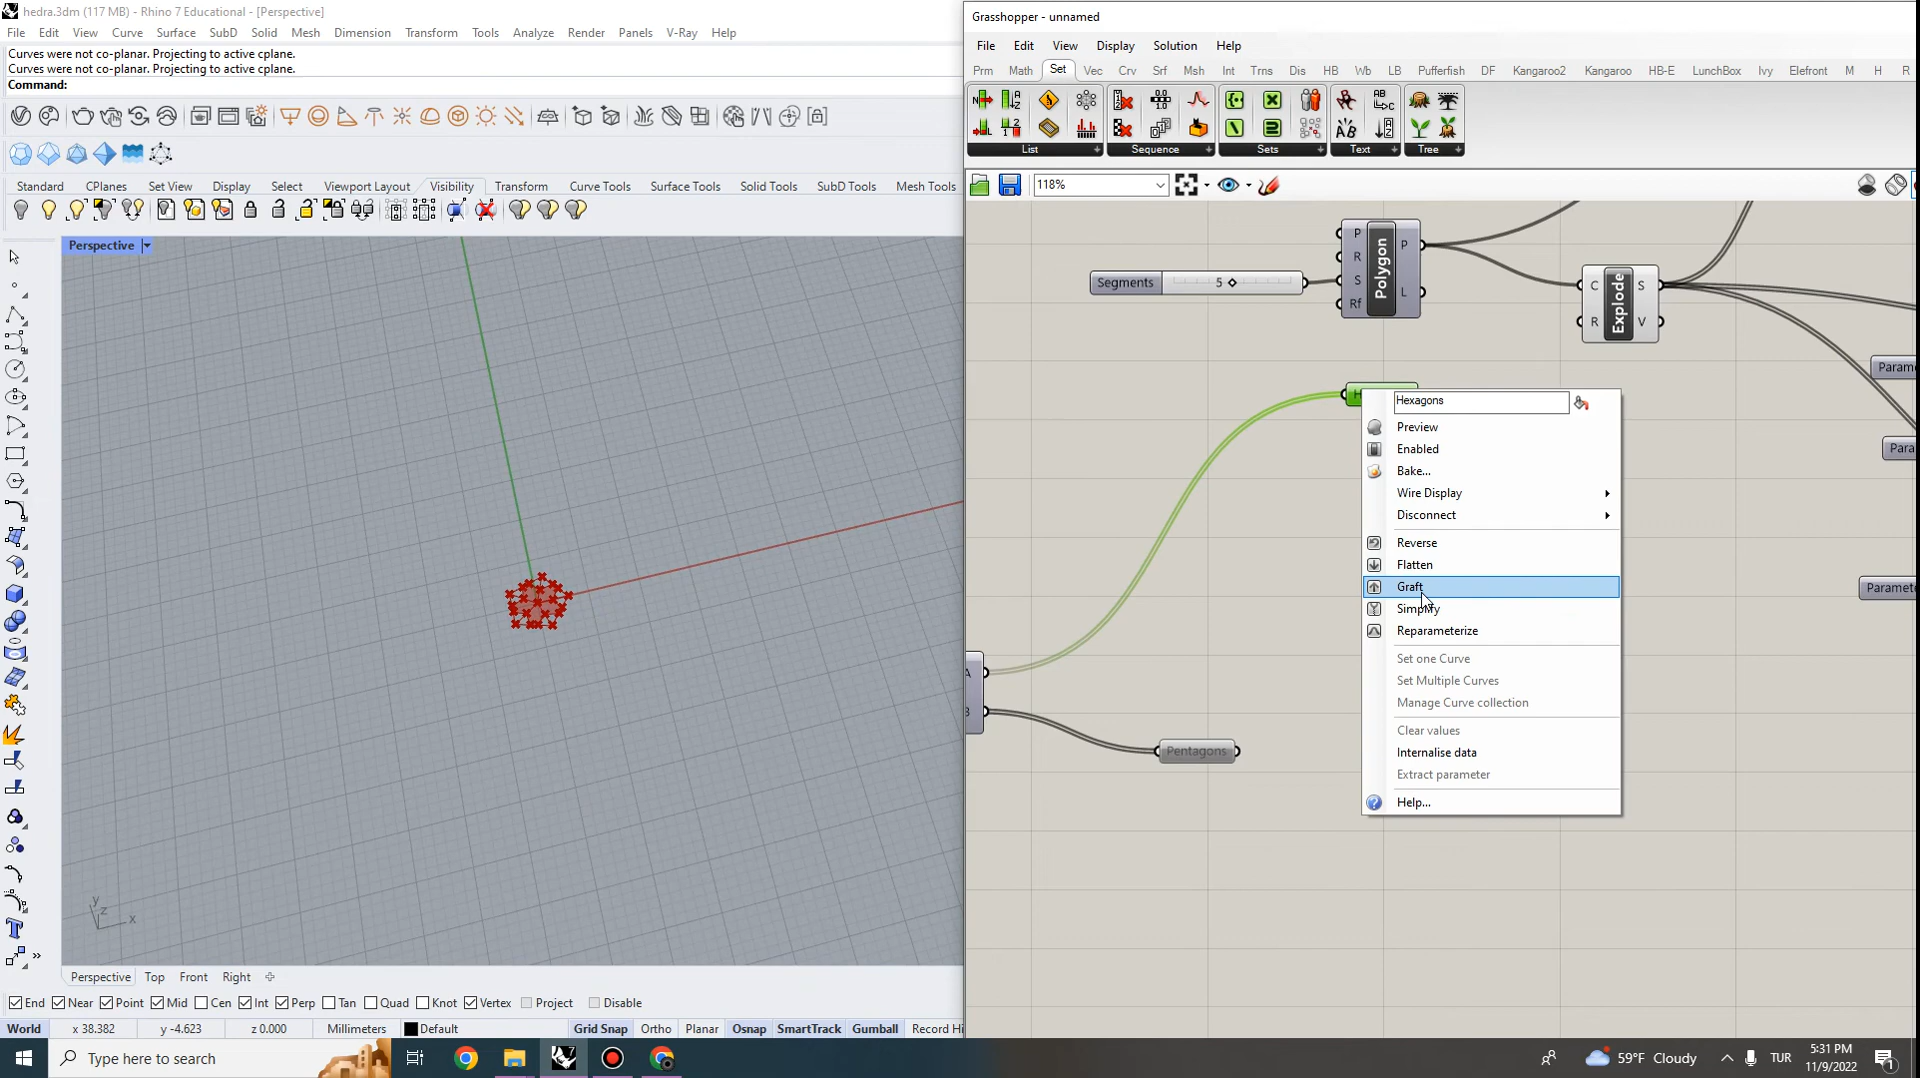 hedra.3dm (117 MB) - Rhino 7 Educational - [Perspective]
File Edit View Curve Surface SubD Solid Mesh Dimension Transform Tools Analyze Render Panels V-Ray Help
Curves were not co-planar. Projecting to active cplane.
Curves were not co-planar. Projecting to active cplane.
Command:
Standard CPlanes Set View Display Select Viewport Layout Visibility Transform Curve Tools Surface Tools Solid Tools SubD Tools Mesh Tools
Perspective
y
z
x
Perspective Top Front Right
End Near Point Mid Cen Int Perp Tan Quad Knot Vertex Project Disable
World x 38.382 y -4.623 z 0.000 Millimeters Default Grid Snap Ortho Planar Osnap SmartTrack Gumball Record Hi
Grasshopper - unnamed
File Edit View Display Solution Help
Prm Math Set Vec Crv Srf Msh Int Trns Dis HB Wb LB Pufferfish DF Kangaroo2 Kangaroo HB-E LunchBox Ivy Elefront M H R
List Sequence Sets Text Tree
118%
Segments 5
P
R
S
Rf
Polygon
P
L
C
R
Explode
S
V
Param
Para
Paramete
H
A
B
Pentagons
Hexagons
Preview
Enabled
Bake...
Wire Display
Disconnect
Reverse
Flatten
Graft
Simplify
Reparameterize
Set one Curve
Set Multiple Curves
Manage Curve collection
Clear values
Internalise data
Extract parameter
Help...
Type here to search
59°F Cloudy
TUR
5:31 PM
11/9/2022
1